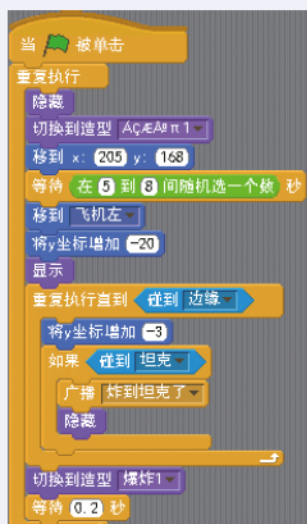 当 被单击
重复执行
隐藏
切换到造型 ÁçÆÂªπ1
移到 x: 205 y: 168
等待 在 5 到 8 间随机选一个数 秒
移到 飞机左
将y坐标增加 -20
显示
重复执行直到 碰到 边缘
将y坐标增加 -3
如果 碰到 坦克
广播 炸到坦克了
隐藏
切换到造型 爆炸1
等待 0.2 秒